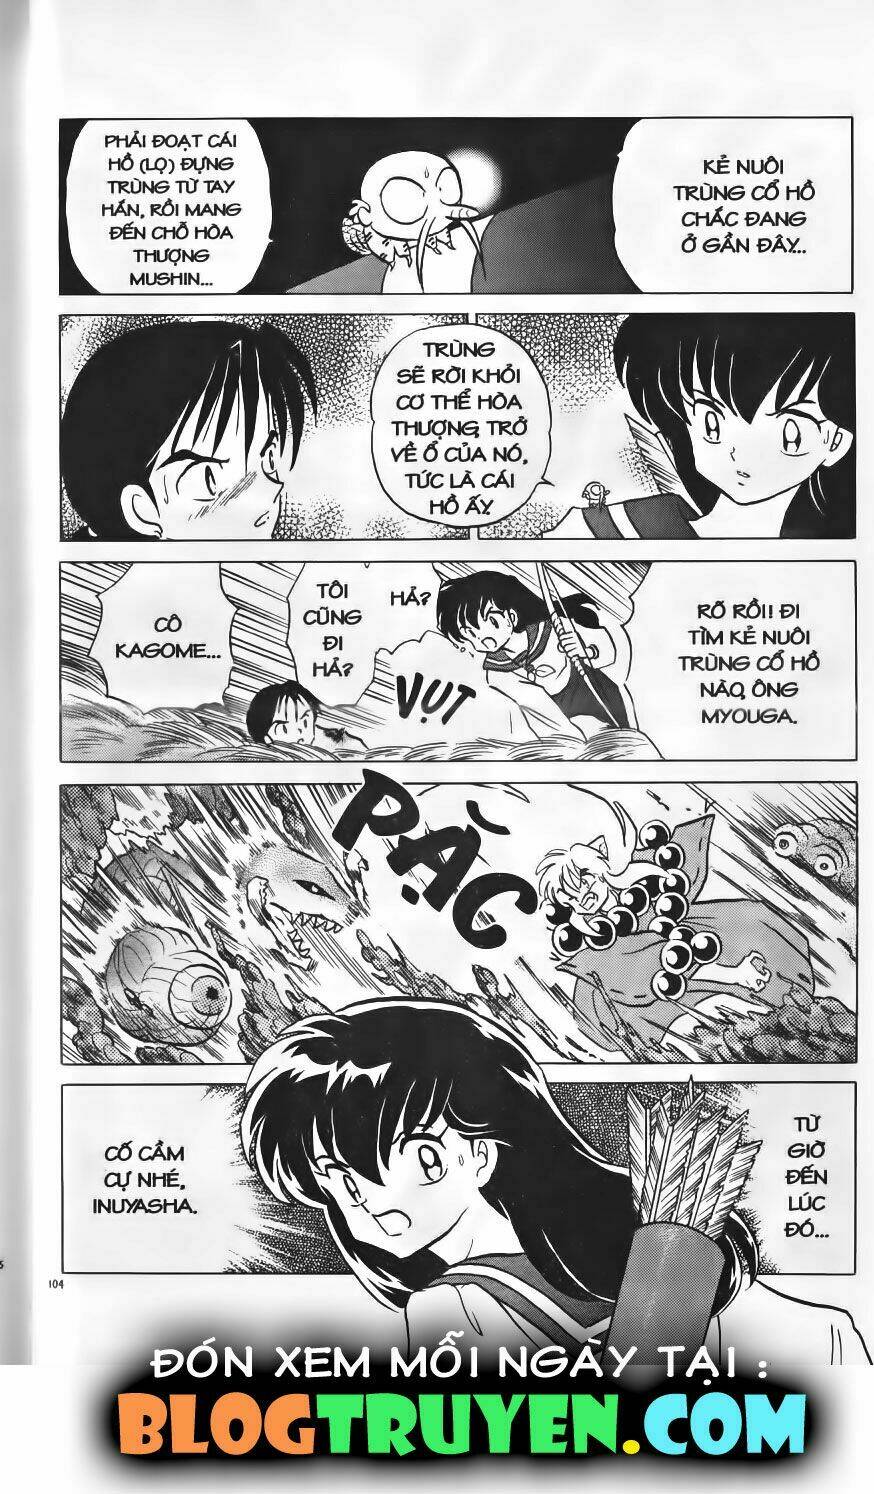 KẺ NUÔI
TRÙNG CỔ HỒ
CHẮC ĐANG
Ở GẦN ĐÂY...
PHẢI ĐOẠT CÁI
HỒ (LỌ) ĐỰNG
TRÙNG TỪ TAY
HẮN, RỒI MANG
ĐẾN CHỖ HÒA
THƯỢNG
MUSHIN...
TRÙNG
SẼ RỜI KHỎI
CƠ THỂ HÒA
THƯỢNG, TRỞ
VỀ Ổ CỦA NÓ,
TỨC LÀ CÁI
HỒ ẤY.
RÕ RỒI!! ĐI
TÌM KẺ NUÔI
TRÙNG CỔ HỒ
NÀO, ÔNG
MYOUGA.
HẢ?
TÔI
CŨNG
ĐI
HẢ?
VỤT
CÔ
KAGOME...
PẶC
TỪ
GIỜ
ĐẾN
LÚC
ĐÓ...
CỐ CẦM
CỰ NHÉ,
INUYASHA.
104
ĐÓN XEM MỖI NGÀY TẠI :
BLOGTRUYEN.COM